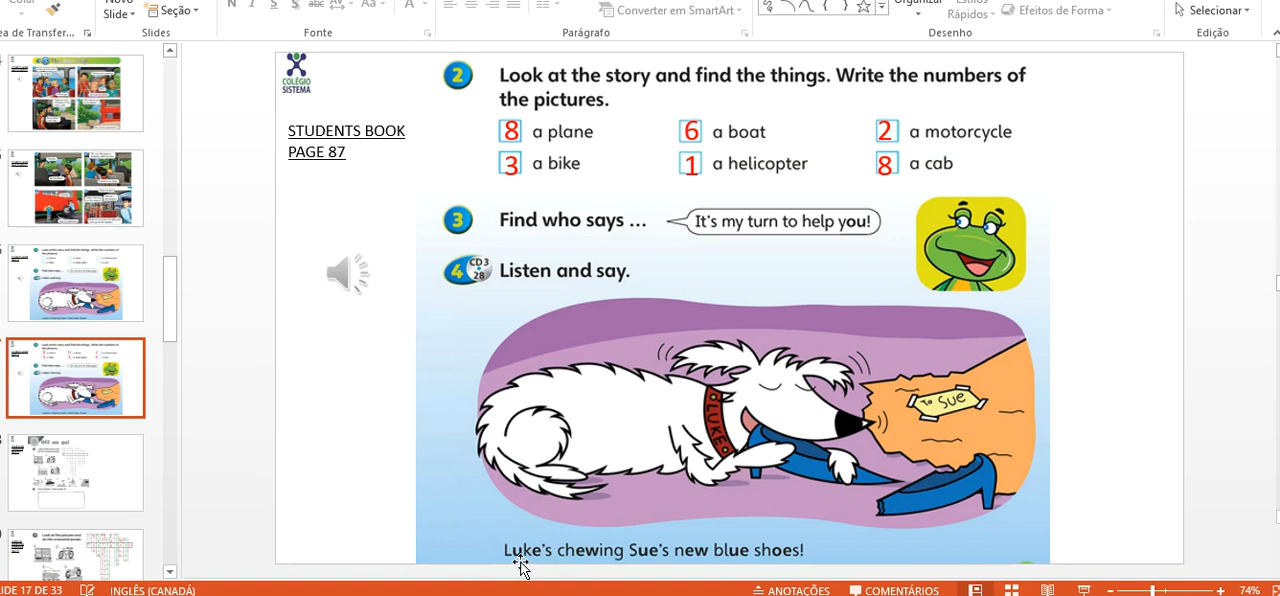 Novo
Slide
Seção
Converter em SmartArt
Organizar
Estilos
Rápidos
Efeitos de Forma
Selecionar
Slides
Fonte
Parágrafo
Desenho
Edição
COLÉGIO
SISTEMA
STUDENTS BOOK
PAGE 87
2 Look at the story and find the things. Write the numbers of
the pictures.
8 a plane 6 a boat 2 a motorcycle
3 a bike 1 a helicopter 8 a cab
3 Find who says ... It's my turn to help you!
4 CD3
28 Listen and say.
LUKE
To Sue
Luke's chewing Sue's new blue shoes!
17 DE 33 INGLÊS (CANADÁ) ANOTAÇÕES COMENTÁRIOS 74%